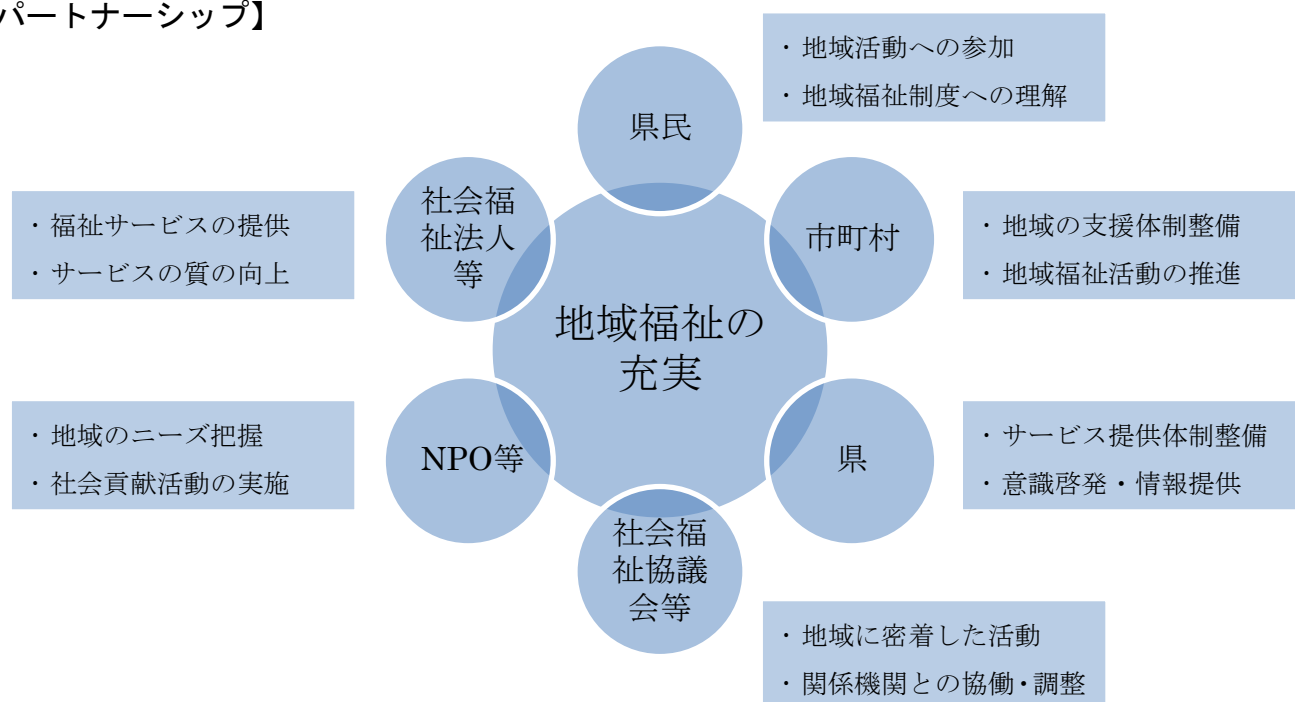 パートナーシップ】
・地域活動への参加
・地域福祉制度への理解
県民
社会福
祉法人
等
・福祉サービスの提供
・サービスの質の向上
市町村
・地域の支援体制整備
・地域福祉活動の推進
地域福祉の
充実
・地域のニーズ把握
・社会貢献活動の実施
NPO等
県
・サービス提供体制整備
・意識啓発・情報提供
社会福
祉協議
会等
・地域に密着した活動
・関係機関との協働・調整